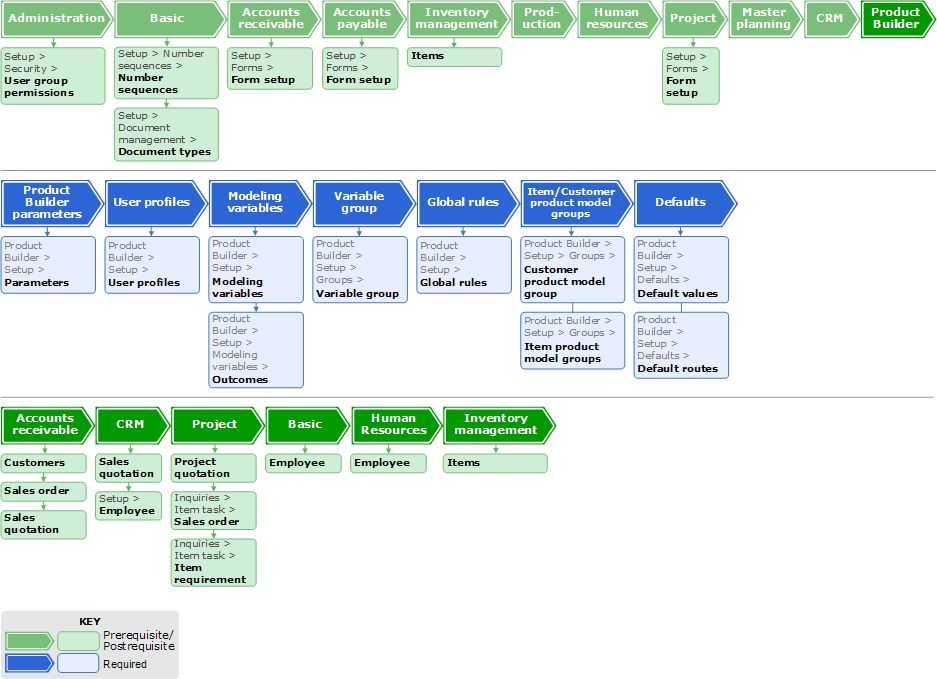 Administration
Basic
Accounts
receivable
Accounts
payable
Inventory
management
Prod-
uction
Human
resources
Project
Master
planning
CRM
Product
Builder
Setup >
Security >
User group
permissions
Setup > Number
sequences >
Number
sequences
Setup >
Document
management >
Document types
Setup >
Forms >
Form setup
Setup >
Forms >
Form setup
Items
Setup >
Forms >
Form
setup
Product
Builder
parameters
User profiles
Modeling
variables
Variable
group
Global rules
Item/Customer
product model
groups
Defaults
Product
Builder >
Setup >
Parameters
Product
Builder >
Setup >
User profiles
Product
Builder >
Setup >
Modeling
variables
Product
Builder >
Setup >
Modeling
variables >
Outcomes
Product
Builder >
Setup >
Groups >
Variable group
Product
Builder >
Setup >
Global rules
Product Builder >
Setup > Groups >
Customer
product model
group
Product Builder >
Setup > Groups >
Item product
model groups
Product
Builder >
Setup >
Defaults >
Default values
Product
Builder >
Setup >
Defaults >
Default routes
Accounts
receivable
CRM
Project
Basic
Human
Resources
Inventory
management
Customers
Sales order
Sales
quotation
Sales
quotation
Setup >
Employee
Project
quotation
Inquiries >
Item task >
Sales order
Inquiries >
Item task >
Item
requirement
Employee
Employee
Items
KEY
Prerequisite/
Postrequisite
Required